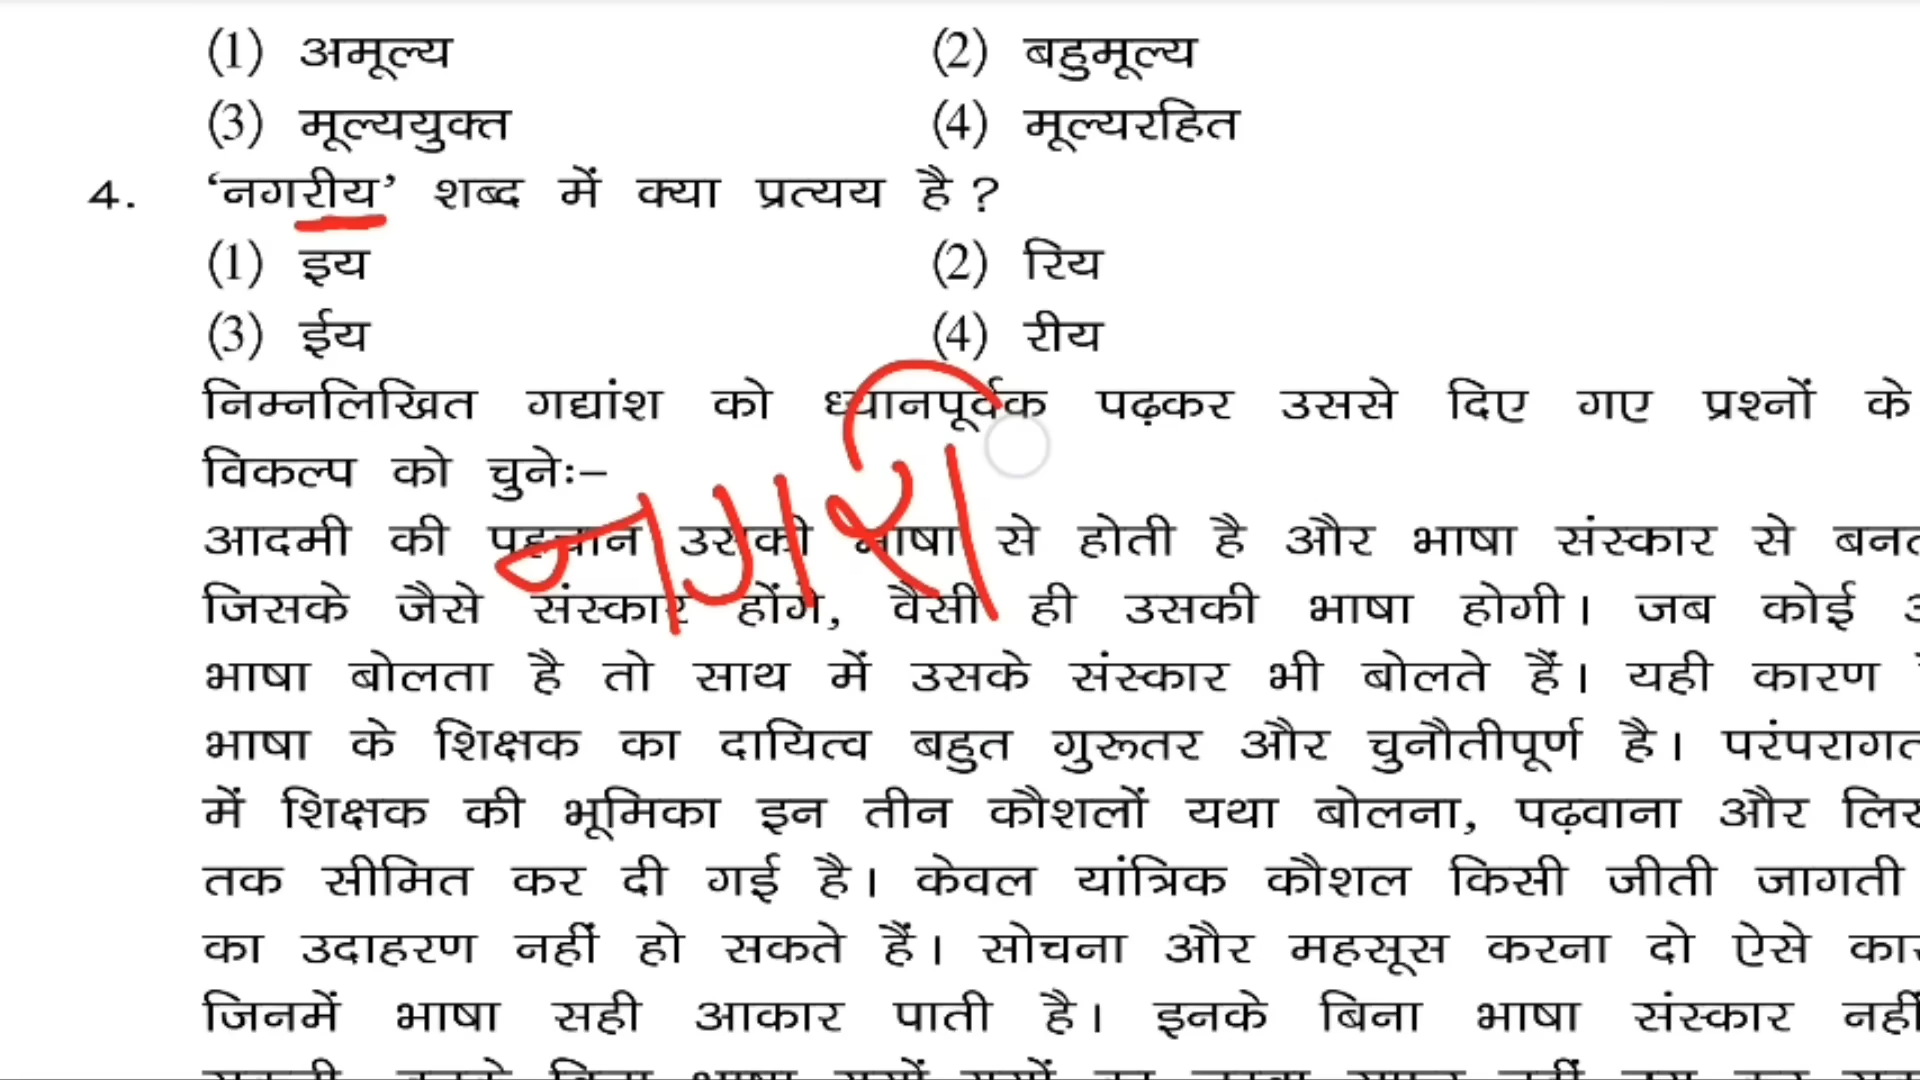 (1) अमूल्य (2) बहुमूल्य
(3) मूल्ययुक्त (4) मूल्यरहित
4. ‘नगरीय’ शब्द में क्या प्रत्यय है ?
(1) इय (2) रिय
(3) ईय (4) रीय
निम्नलिखित गद्यांश को ध्यानपूर्वक पढ़कर उससे दिए गए प्रश्नों के
विकल्प को चुनेः–
आदमी की पहचान उसकी भाषा से होती है और भाषा संस्कार से
नगरी
जिसके जैसे संस्कार होंगे, वैसी ही उसकी भाषा होगी। जब कोई
भाषा बोलता है तो साथ में उसके संस्कार भी बोलते हैं। यही कारण
भाषा के शिक्षक का दायित्व बहुत गुरुतर और चुनौतीपूर्ण है। परंपरागत
में शिक्षक की भूमिका इन तीन कौशलों यथा बोलना, पढ़वाना और
तक सीमित कर दी गई है। केवल यांत्रिक कौशल किसी जीती जागती
का उदाहरण नहीं हो सकते हैं। सोचना और महसूस करना दो ऐसे
जिनमें भाषा सही आकार पाती है। इनके बिना भाषा संस्कार नहीं